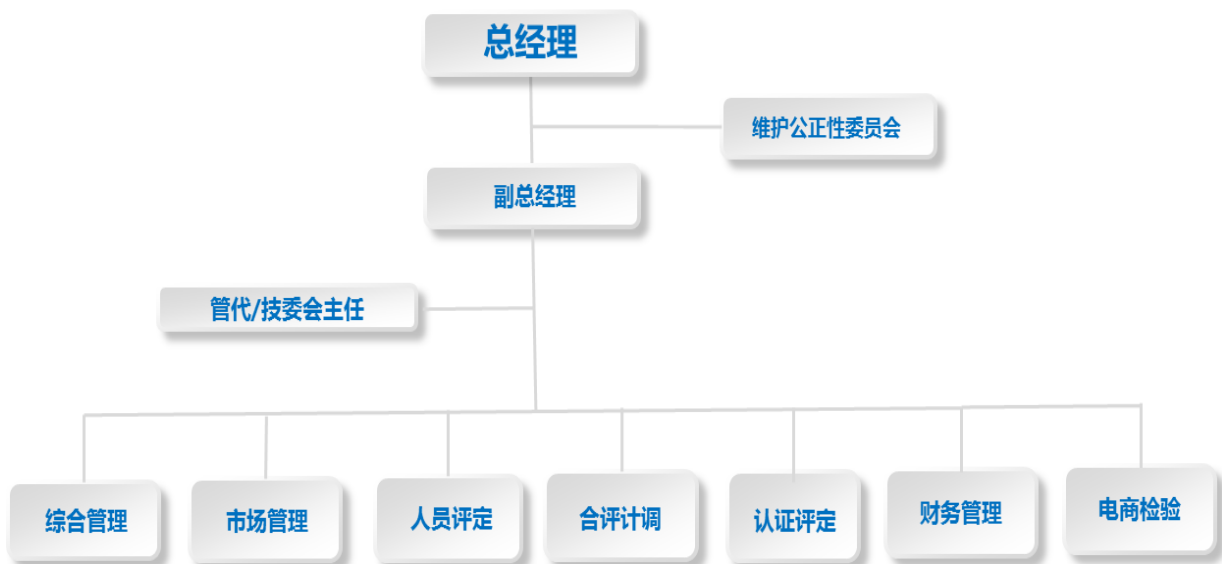 总经理
维护公正性委员会
副总经理
管代/技委会主任
综合管理
市场管理
人员评定
合评计调
认证评定
财务管理
电商检验